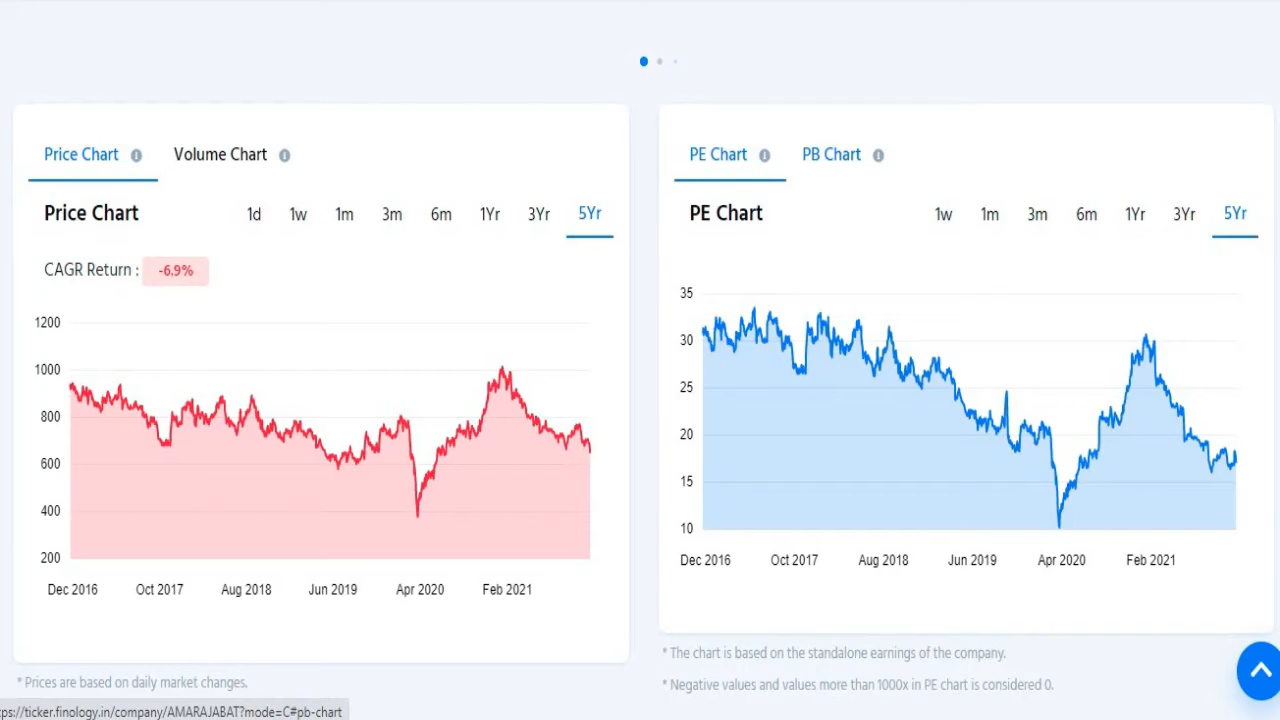 Price Chart Volume Chart
Price Chart 1d 1w 1m 3m 6m 1Yr 3Yr 5Yr
CAGR Return : -6.9%
1200
1000
800
600
400
200
Dec 2016 Oct 2017 Aug 2018 Jun 2019 Apr 2020 Feb 2021
* Prices are based on daily market changes.
PE Chart PB Chart
PE Chart 1w 1m 3m 6m 1Yr 3Yr 5Yr
35
30
25
20
15
10
Dec 2016 Oct 2017 Aug 2018 Jun 2019 Apr 2020 Feb 2021
* The chart is based on the standalone earnings of the company.
* Negative values and values more than 1000x in PE chart is considered 0.
ps://ticker.finology.in/company/AMARAJABAT?mode=C#pb-chart